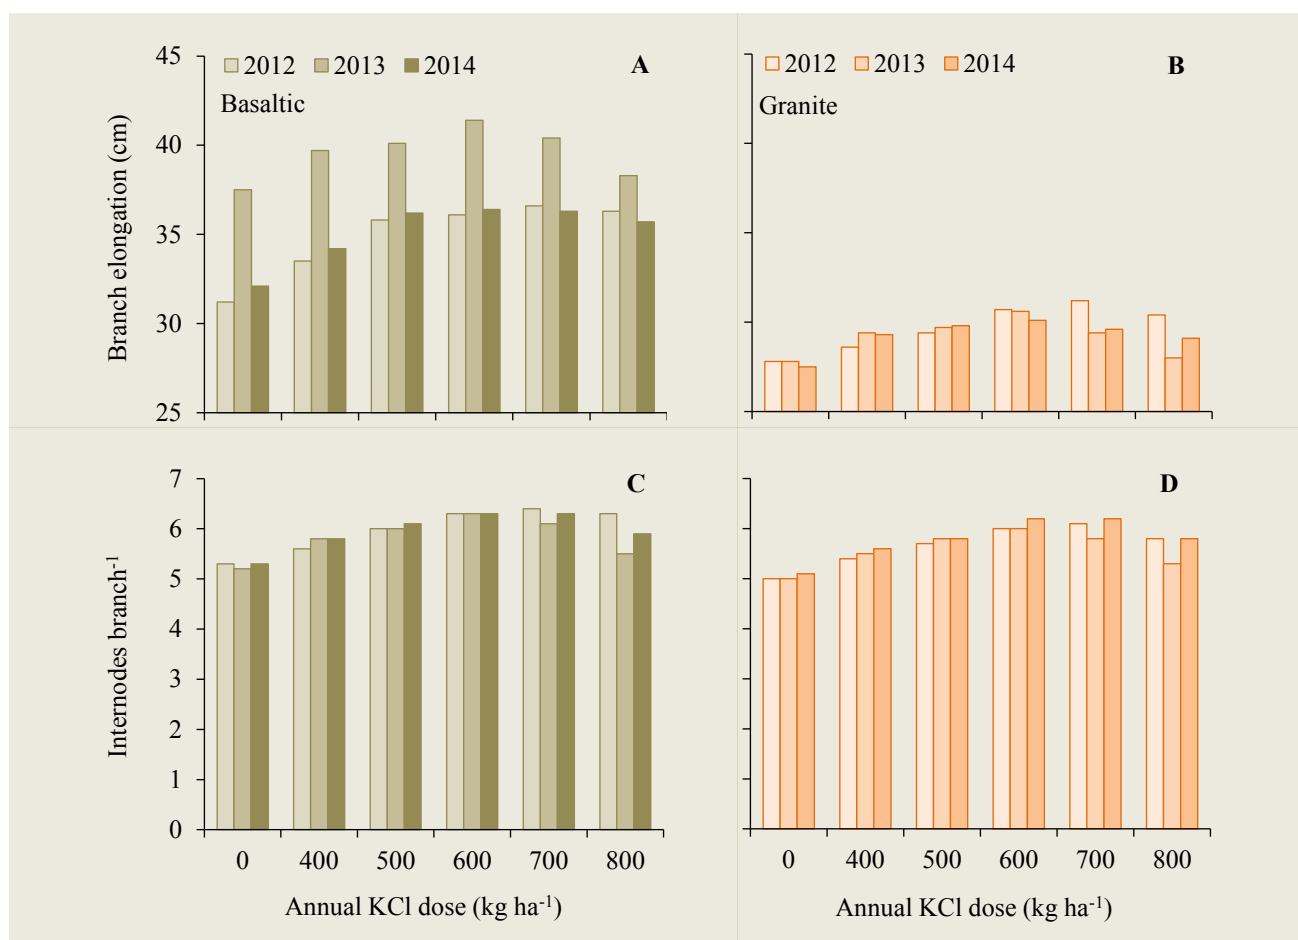 45
40
35
30
25
Branch elongation (cm)
2012 2013 2014
A
Basaltic
2012 2013 2014
B
Granite
7
6
5
4
3
2
1
0
Internodes branch⁻¹
C
D
0 400 500 600 700 800
Annual KCl dose (kg ha⁻¹)
0 400 500 600 700 800
Annual KCl dose (kg ha⁻¹)